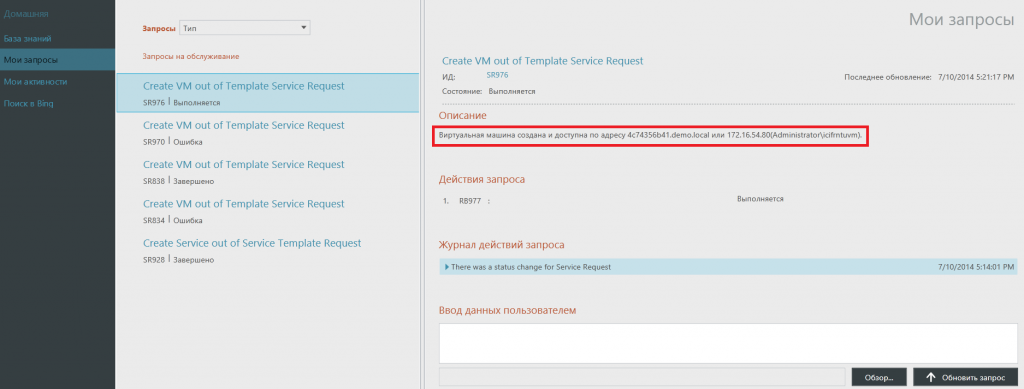 Домашняя
База знаний
Мои запросы
Мои активности
Поиск в Bing
Запросы Тип
Запросы на обслуживание
Create VM out of Template Service Request
SR976 | Выполняется
Create VM out of Template Service Request
SR970 | Ошибка
Create VM out of Template Service Request
SR838 | Завершено
Create VM out of Template Service Request
SR834 | Ошибка
Create Service out of Service Template Request
SR928 | Завершено
Мои запросы
Create VM out of Template Service Request
ИД: SR976 Последнее обновление: 7/10/2014 5:21:17 PM
Состояние: Выполняется
Описание
Виртуальная машина создана и доступна по адресу 4c74356b41.demo.local или 172.16.54.80(Administrator\icifrntuvm).
Действия запроса
1. RB977 : Выполняется
Журнал действий запроса
There was a status change for Service Request 7/10/2014 5:14:01 PM
Ввод данных пользователем
Обзор... Обновить запрос